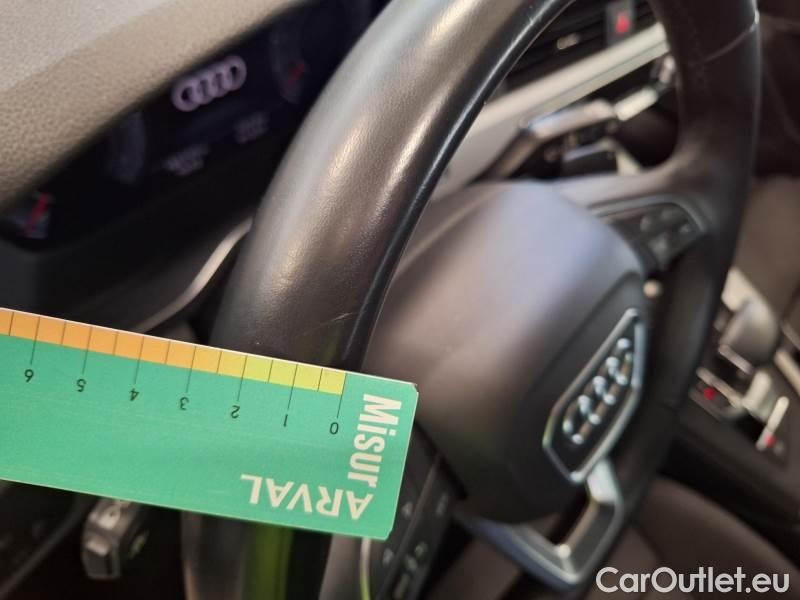 6 5 4 3 2 1 0
Misur
ARVAL
CarOutlet.eu